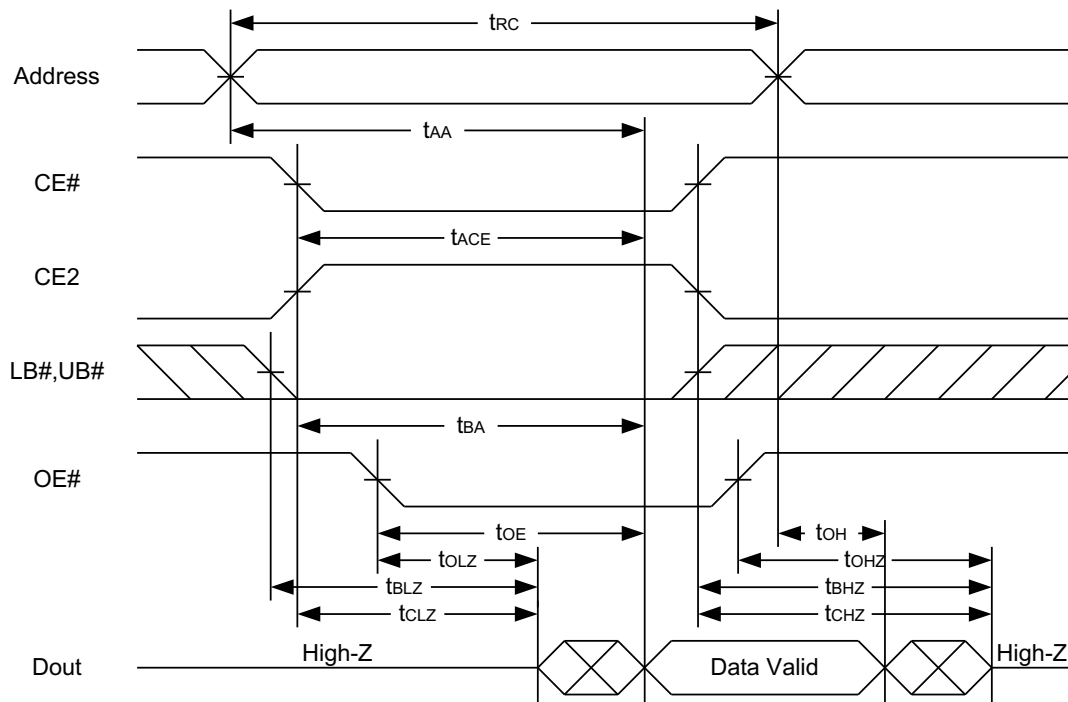 tRC
Address
tAA
CE#
tACE
CE2
LB#,UB#
tBA
OE#
tOE
tOH
tOLZ
tOHZ
tBLZ
tBHZ
tCLZ
tCHZ
Dout
High-Z
Data Valid
High-Z